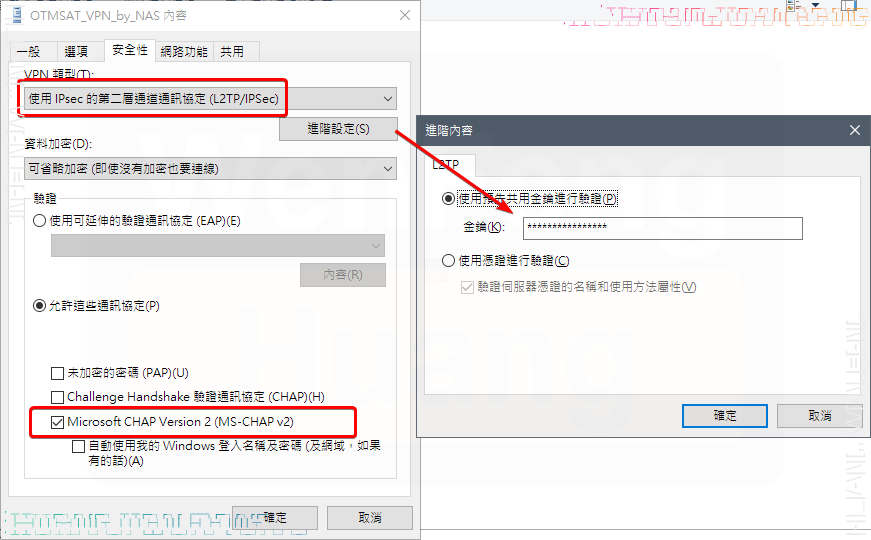 OTMSAT_VPN_by_NAS 內容
一般 選項 安全性 網路功能 共用
VPN 類型(T):
使用 IPsec 的第二層通道通訊協定 (L2TP/IPSec)
進階設定(S)
資料加密(D):
可省略加密 (即使沒有加密也要連線)
驗證
使用可延伸的驗證通訊協定 (EAP)(E)
內容(R)
允許這些通訊協定(P)
未加密的密碼 (PAP)(U)
Challenge Handshake 驗證通訊協定 (CHAP)(H)
Microsoft CHAP Version 2 (MS-CHAP v2)
自動使用我的 Windows 登入名稱及密碼 (及網域，如果
有的話)(A)
確定 取消
進階內容
L2TP
使用預先共用金鑰進行驗證(P)
金鑰(K): ****************
使用憑證進行驗證(C)
驗證伺服器憑證的名稱和使用方法屬性(V)
確定 取消
Huang